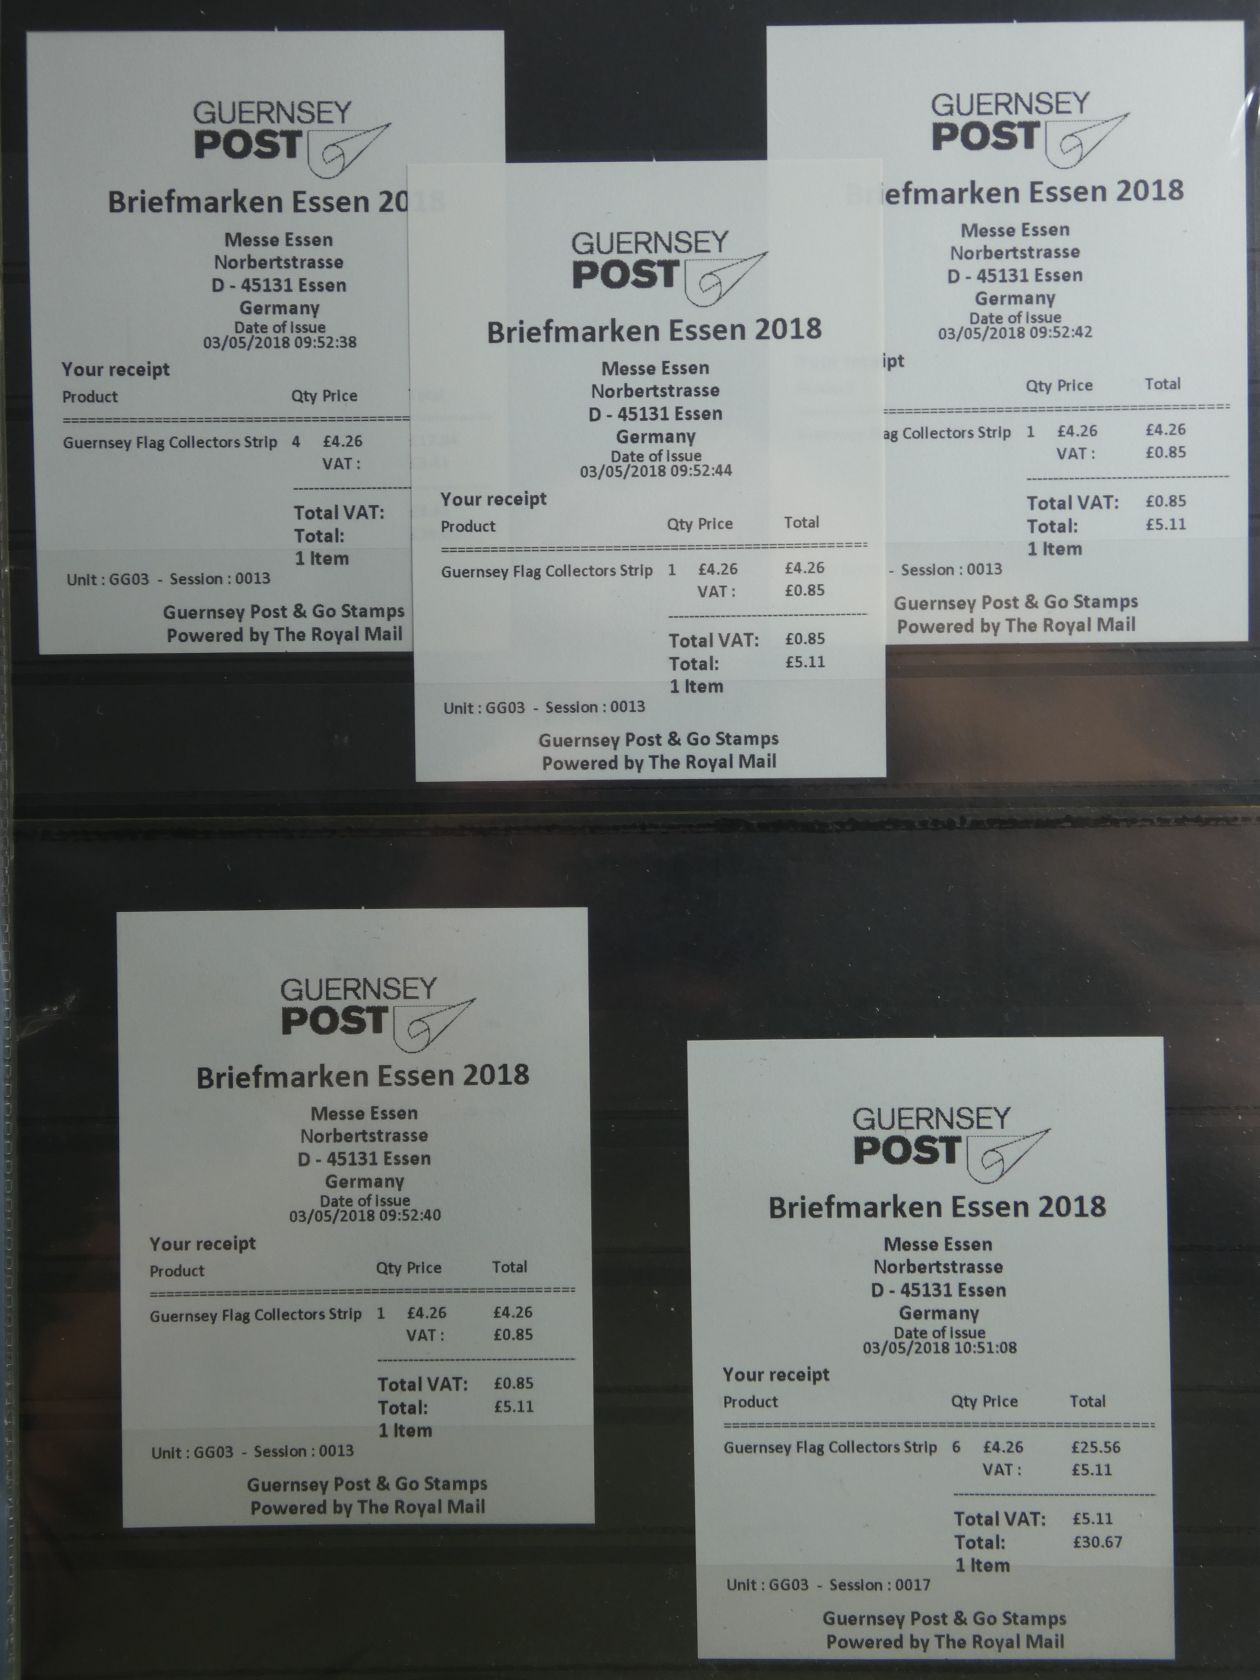 GUERNSEY
POST
Briefmarken Essen 2018
Messe Essen
Norbertstrasse
D - 45131 Essen
Germany
Date of Issue
03/05/2018 09:52:38
Your receipt
Product Qty Price
Guernsey Flag Collectors Strip 4 £4.26
VAT :
Total VAT:
Total:
1 Item
Unit : GG03 - Session : 0013
Guernsey Post & Go Stamps
Powered by The Royal Mail
GUERNSEY
POST
Briefmarken Essen 2018
Messe Essen
Norbertstrasse
D - 45131 Essen
Germany
Date of Issue
03/05/2018 09:52:44
Your receipt
Product Qty Price Total
Guernsey Flag Collectors Strip 1 £4.26 £4.26
VAT : £0.85
Total VAT: £0.85
Total: £5.11
1 Item
Unit : GG03 - Session : 0013
Guernsey Post & Go Stamps
Powered by The Royal Mail
GUERNSEY
POST
Briefmarken Essen 2018
Messe Essen
Norbertstrasse
D - 45131 Essen
Germany
Date of Issue
03/05/2018 09:52:42
Qty Price Total
Collectors Strip 1 £4.26 £4.26
VAT : £0.85
Total VAT: £0.85
Total: £5.11
1 Item
- Session : 0013
Guernsey Post & Go Stamps
Powered by The Royal Mail
GUERNSEY
POST
Briefmarken Essen 2018
Messe Essen
Norbertstrasse
D - 45131 Essen
Germany
Date of Issue
03/05/2018 09:52:40
Your receipt
Product Qty Price Total
Guernsey Flag Collectors Strip 1 £4.26 £4.26
VAT : £0.85
Total VAT: £0.85
Total: £5.11
1 Item
Unit : GG03 - Session : 0013
Guernsey Post & Go Stamps
Powered by The Royal Mail
GUERNSEY
POST
Briefmarken Essen 2018
Messe Essen
Norbertstrasse
D - 45131 Essen
Germany
Date of Issue
03/05/2018 10:51:08
Your receipt
Product Qty Price Total
Guernsey Flag Collectors Strip 6 £4.26 £25.56
VAT : £5.11
Total VAT: £5.11
Total: £30.67
1 Item
Unit : GG03 - Session : 0017
Guernsey Post & Go Stamps
Powered by The Royal Mail